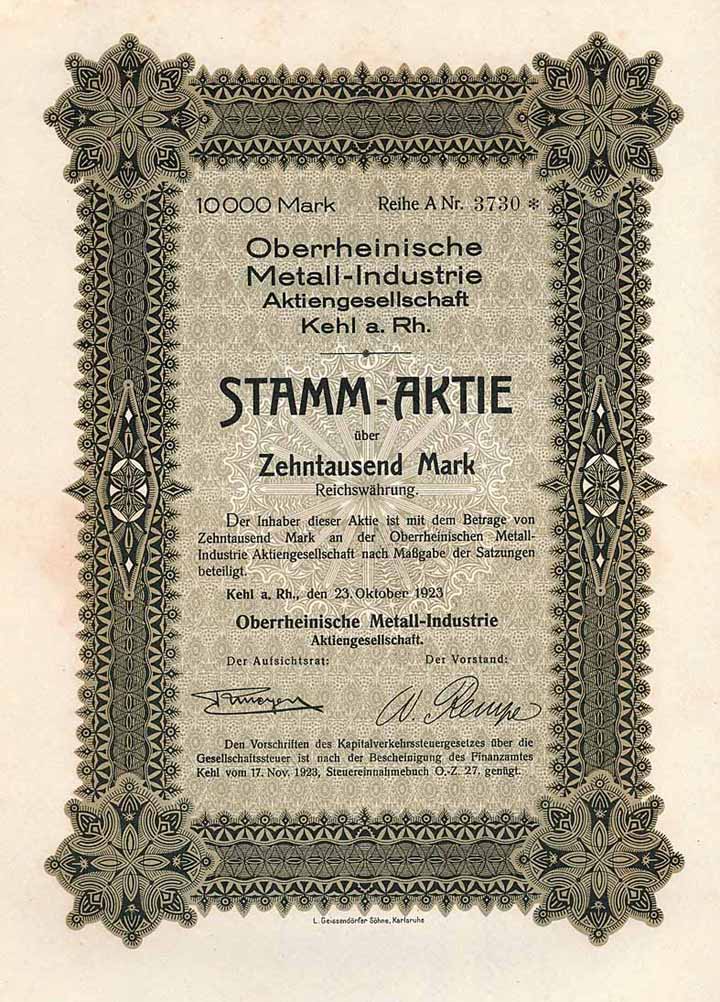 10000 Mark Reihe A Nr. 3730 *
Oberrheinische
Metall-Industrie
Aktiengesellschaft
Kehl a. Rh.
STAMM-AKTIE
über
Zehntausend Mark
Reichswährung.
Der Inhaber dieser Aktie ist mit dem Betrage von
Zehntausend Mark an der Oberrheinischen Metall-
Industrie Aktiengesellschaft nach Maßgabe der Satzungen
beteiligt.
Kehl a. Rh., den 23. Oktober 1923
Oberrheinische Metall-Industrie
Aktiengesellschaft.
Der Aufsichtsrat: Der Vorstand:
W. Rempe
Den Vorschriften des Kapitalverkehrssteuergesetzes über die
Gesellschaftssteuer ist nach der Bescheinigung des Finanzamtes
Kehl vom 17. Nov. 1923, Steuereinnahmebuch O.-Z. 27. genügt.
L. Geissendörfer Söhne, Karlsruhe